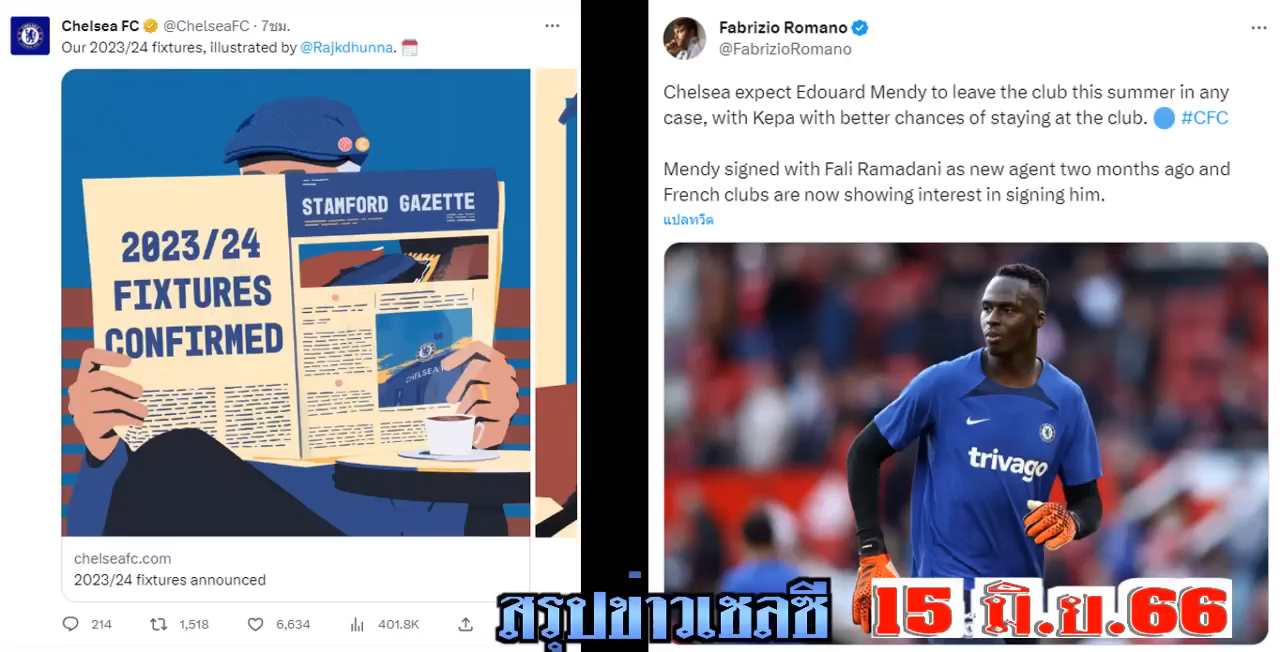 Chelsea FC @ChelseaFC · 7ชม.
Our 2023/24 fixtures, illustrated by @Rajkdhunna.
STAMFORD GAZETTE
2023/24
FIXTURES
CONFIRMED
CHELSEA
chelseafc.com
2023/24 fixtures announced
214 1,518 6,634 401.8K
Fabrizio Romano
@FabrizioRomano
Chelsea expect Edouard Mendy to leave the club this summer in any
case, with Kepa with better chances of staying at the club. #CFC
Mendy signed with Fali Ramadani as new agent two months ago and
French clubs are now showing interest in signing him.
แปลทวีต
trivago
สรุปข่าวเชลซี 15 มิ.ย.66